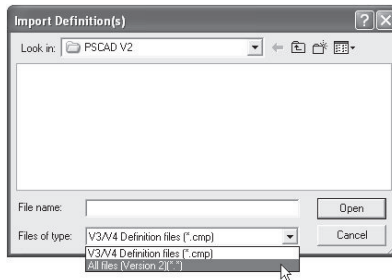 Import Definition(s)
Look in: PSCAD V2
File name: Open
Files of type: V3/V4 Definition files (*.cmp) Cancel
V3/V4 Definition files (*.cmp)
All files (Version 2)(*.*)